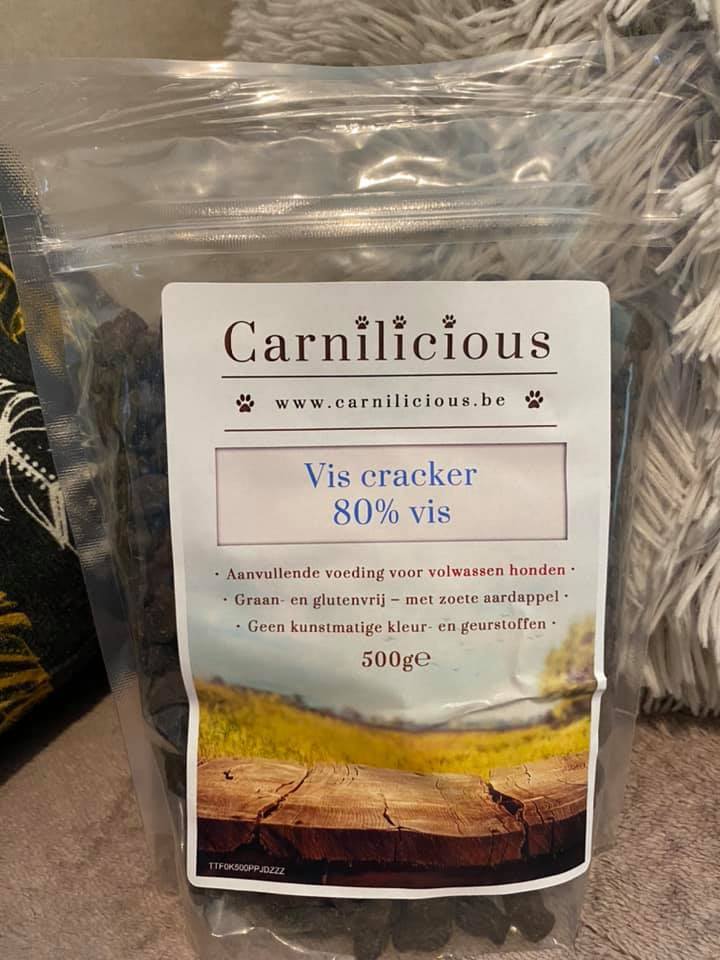 Carnilicious
www.carnilicious.be
Vis cracker
80% vis
· Aanvullende voeding voor volwassen honden ·
· Graan- en glutenvrij – met zoete aardappel ·
· Geen kunstmatige kleur- en geurstoffen ·
500g℮
TTF0K500PPJDZZZ